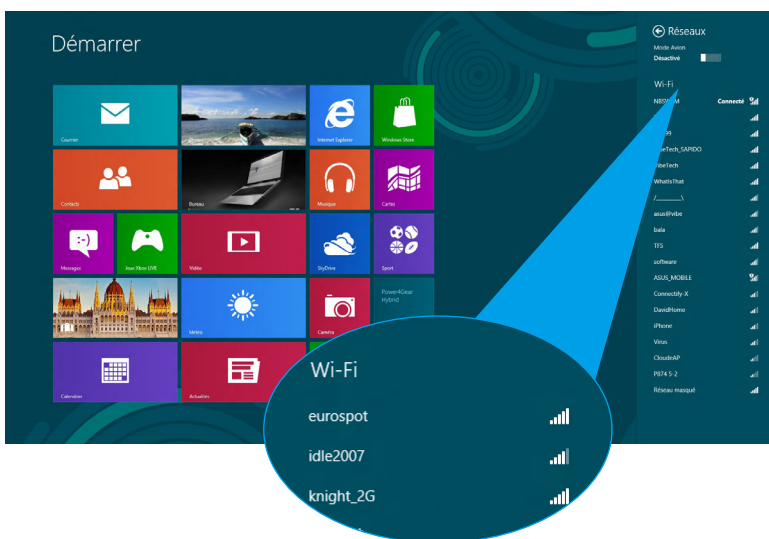 Démarrer
Courrier
Internet Explorer
Windows Store
Contacts
Bureau
Musique
Cartes
Messages
Jeux Xbox LIVE
Vidéo
SkyDrive
Sport
Météo
Caméra
Power4Gear
Hybrid
Calendrier
Actualités
Réseaux
Mode Avion
Désactivé
Wi-Fi
Connecté
WhatIsThat
/________\
asus@vibe
bala
TFS
software
ASUS_MOBILE
Connectify-X
DavidHome
iPhone
Virus
CloudeAP
P874 5-2
Réseau masqué
Wi-Fi
eurospot
idle2007
knight_2G